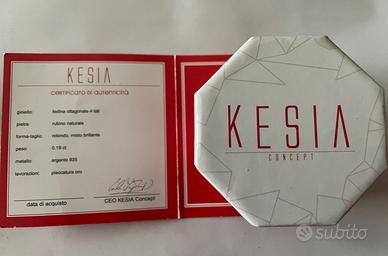 KESIA
certificato di autenticità
gioiello: fedina ottagonale 4 lati
pietra: rubino naturale
forma-taglio: rotondo, misto brillante
peso: 0.19 ct
metallo: argento 925
lavorazioni: placcatura oro
data di acquisto
CEO KESIA Concept
KESIA
CONCEPT
subito